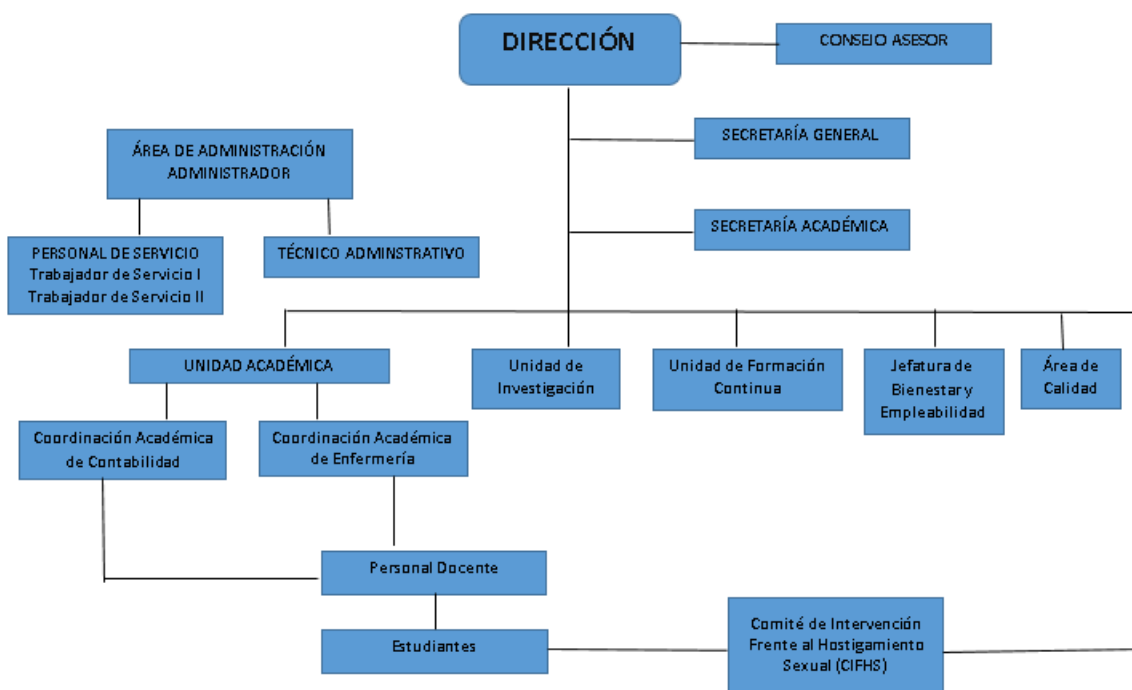 DIRECCIÓN
CONSEJO ASESOR
SECRETARÍA GENERAL
ÁREA DE ADMINISTRACIÓN
ADMINISTRADOR
SECRETARÍA ACADÉMICA
PERSONAL DE SERVICIO
Trabajador de Servicio I
Trabajador de Servicio II
TÉCNICO ADMINSTRATIVO
UNIDAD ACADÉMICA
Unidad de
Investigación
Unidad de Formación
Continua
Jefatura de
Bienestar y
Empleabilidad
Área de
Calidad
Coordinación Académica
de Contabilidad
Coordinación Académica
de Enfermería
Personal Docente
Estudiantes
Comité de Intervención
Frente al Hostigamiento
Sexual (CIFHS)